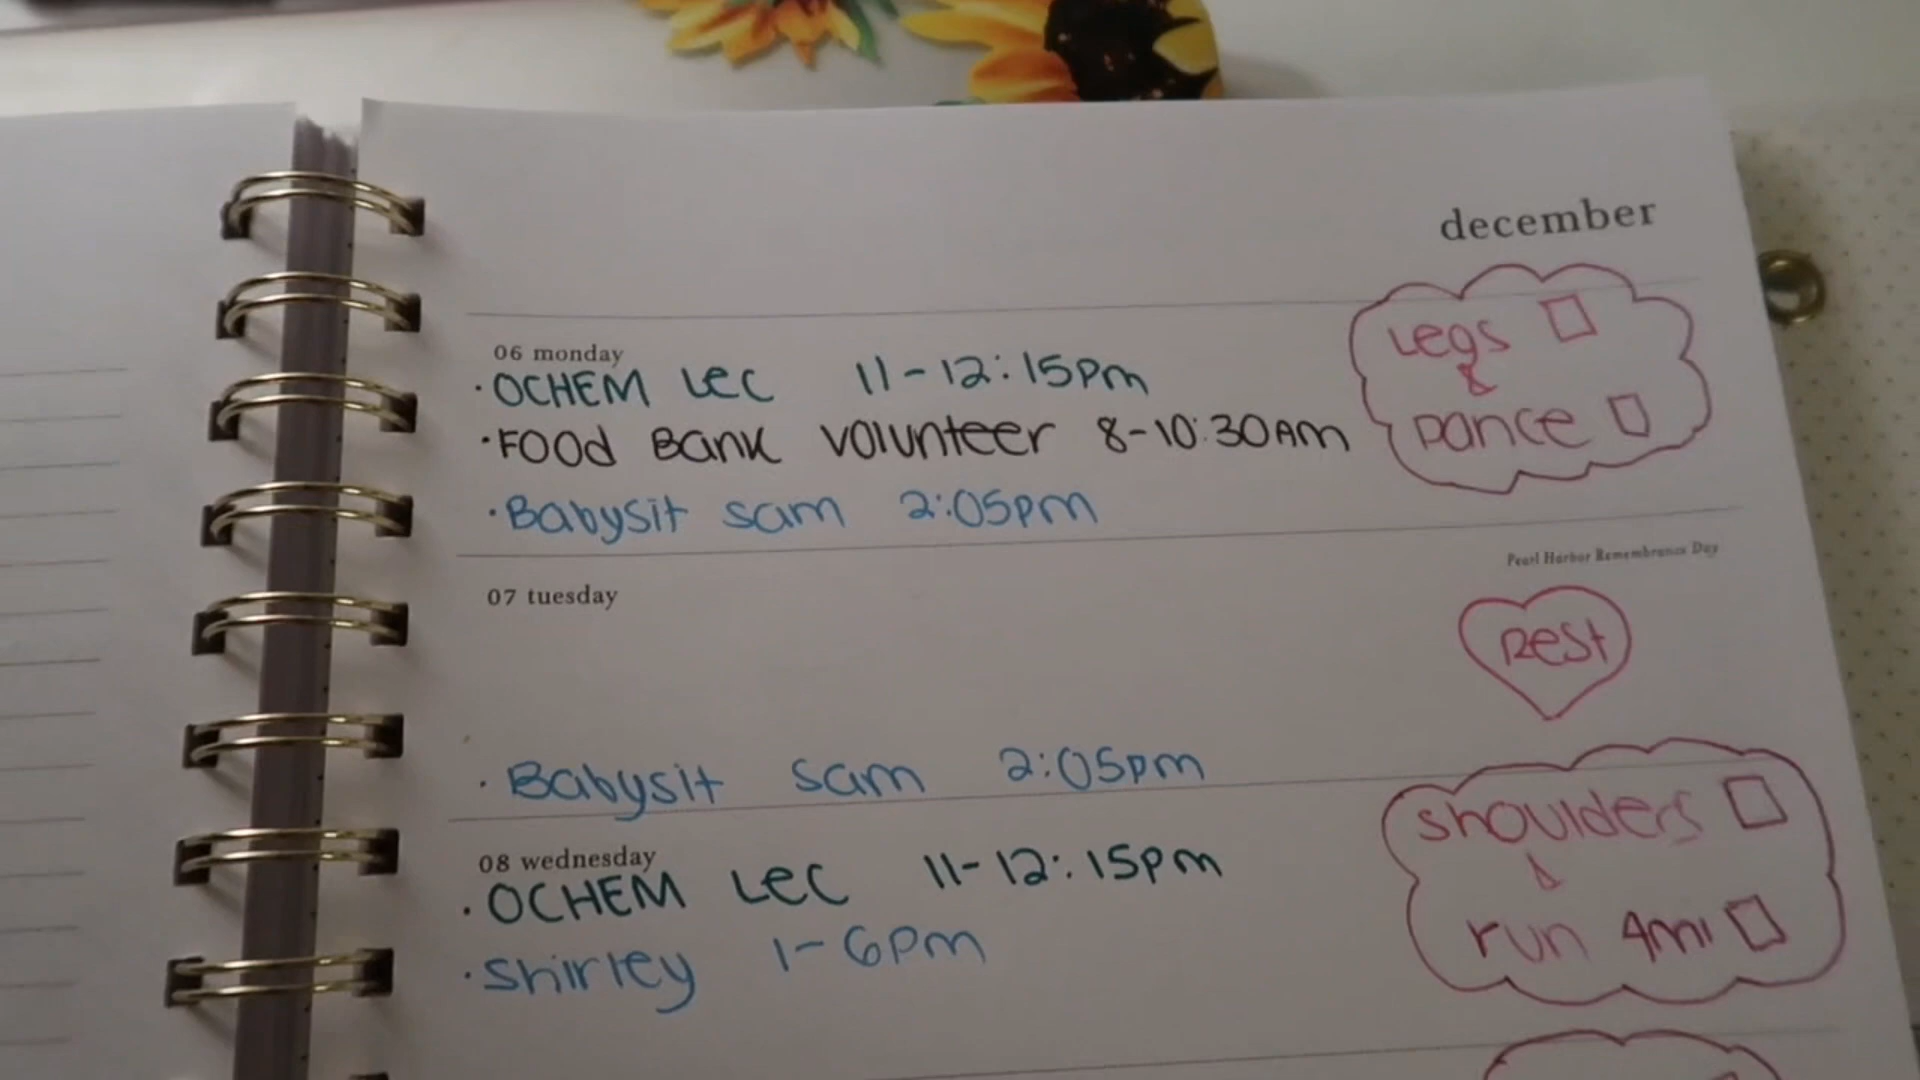 december
06 monday
· OCHEM Lec 11-12:15pm
· Food Bank Volunteer 8-10:30AM
· Babysit sam 2:05pm
Legs
&
Dance
Pearl Harbor Remembrance Day
07 tuesday
Rest
· Babysit sam 2:05pm
08 wednesday
· OCHEM Lec 11-12:15pm
· Shirley 1-6pm
shoulders
&
run 4mi